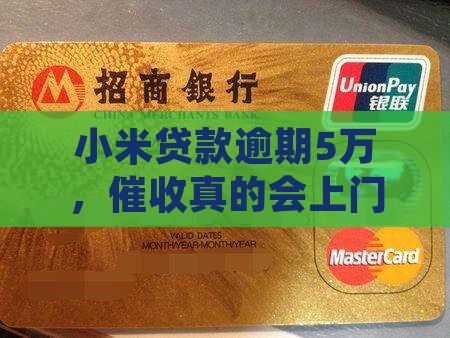 招商銀行
CHINA MERCHANTS BANK
UnionPay
银联
小米贷款逾期5万
，催收真的会上门
VALID DATES
MONTH/YEAR-MONTH/YEAR
MasterCard